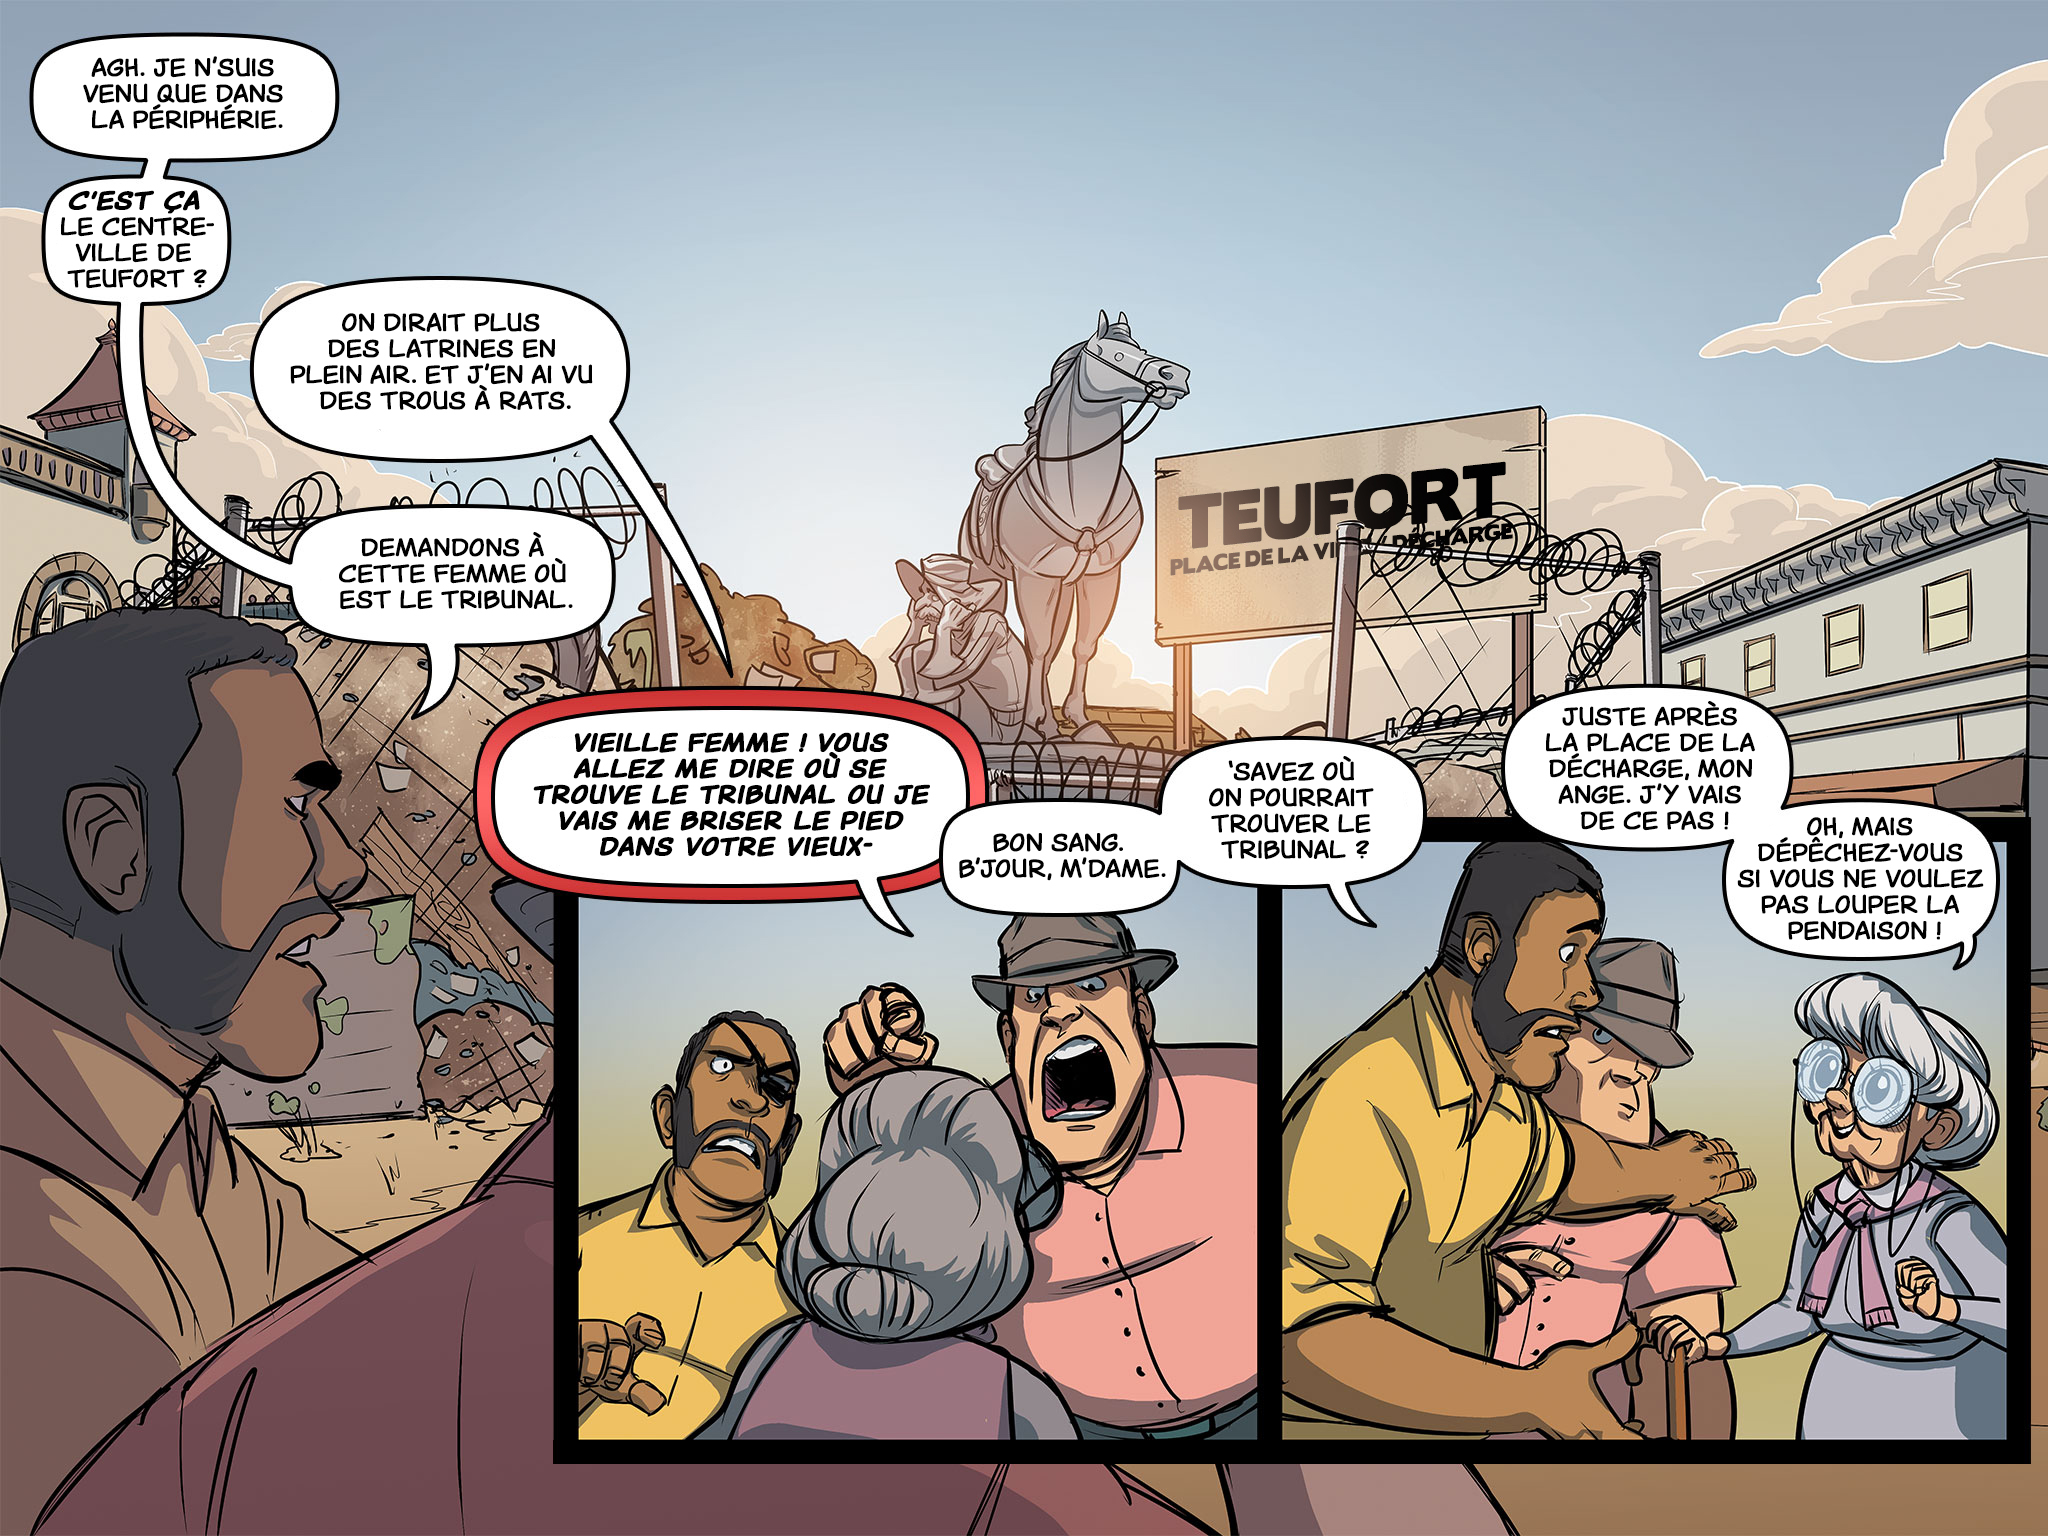 AGH. JE N'SUIS
VENU QUE DANS
LA PÉRIPHÉRIE.
C'EST ÇA
LE CENTRE-
VILLE DE
TEUFORT ?
ON DIRAIT PLUS
DES LATRINES EN
PLEIN AIR. ET J'EN AI VU
DES TROUS À RATS.
DEMANDONS À
CETTE FEMME OÙ
EST LE TRIBUNAL.
TEUFORT
PLACE DE LA DÉCHARGE
VIEILLE FEMME ! VOUS
ALLEZ ME DIRE OÙ SE
TROUVE LE TRIBUNAL OU JE
VAIS ME BRISER LE PIED
DANS VOTRE VIEUX-
BON SANG.
B'JOUR, M'DAME.
'SAVEZ OÙ
ON POURRAIT
TROUVER LE
TRIBUNAL ?
JUSTE APRÈS
LA PLACE DE LA
DÉCHARGE, MON
ANGE. J'Y VAIS
DE CE PAS !
OH, MAIS
DÉPÊCHEZ-VOUS
SI VOUS NE VOULEZ
PAS LOUPER LA
PENDAISON !